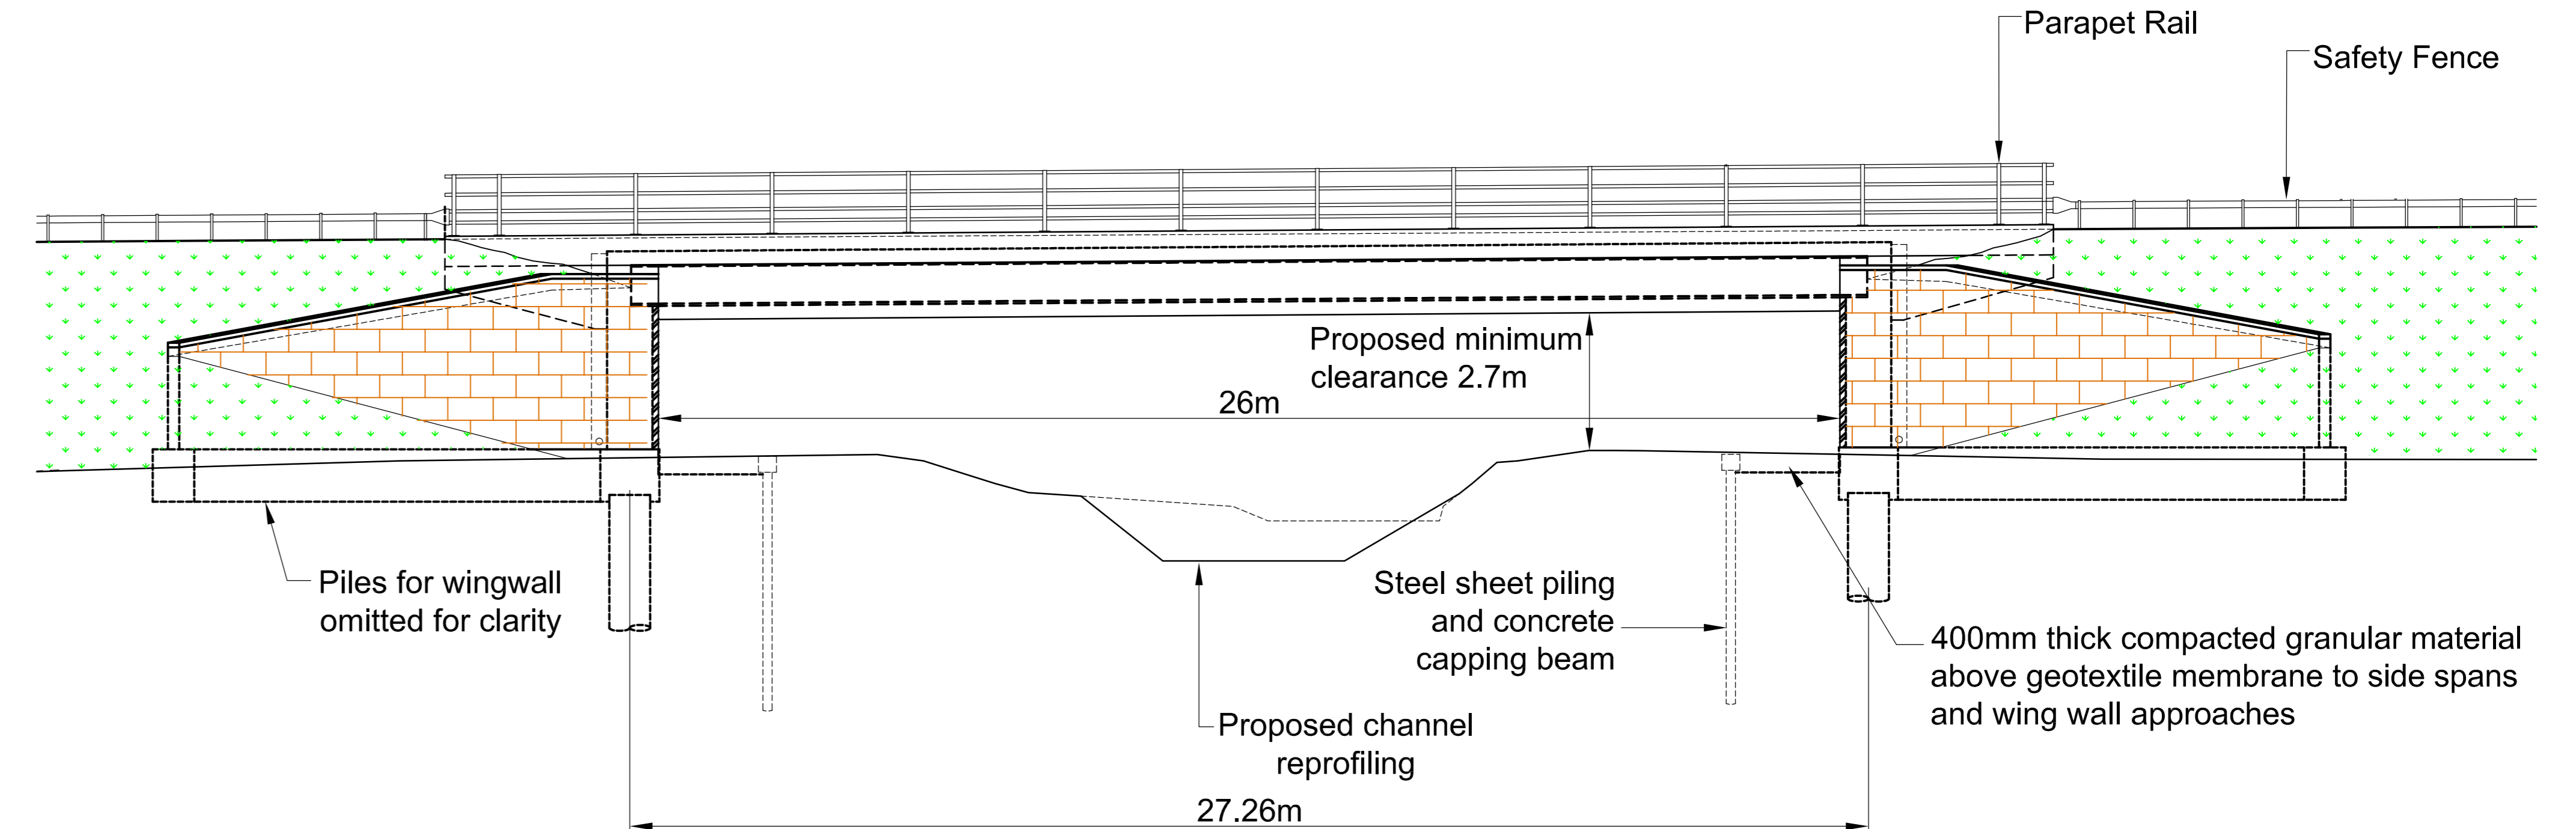 Parapet Rail
Safety Fence
Proposed minimum
clearance 2.7m
26m
Piles for wingwall
omitted for clarity
Steel sheet piling
and concrete
capping beam
400mm thick compacted granular material
above geotextile membrane to side spans
and wing wall approaches
Proposed channel
reprofiling
27.26m